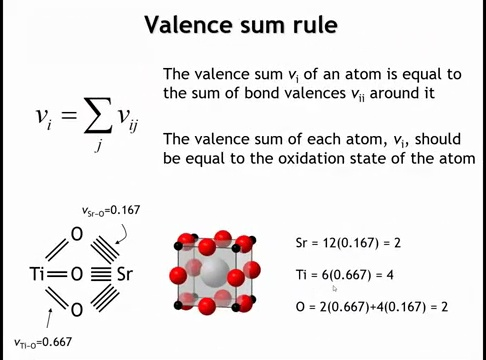 Valence sum rule
The valence sum vi of an atom is equal to
the sum of bond valences vii around it
vi = ∑j vij
The valence sum of each atom, vi, should
be equal to the oxidation state of the atom
vSr-O=0.167
O
Ti O Sr
O
vTi-O=0.667
Sr = 12(0.167) = 2
Ti = 6(0.667) = 4
O = 2(0.667)+4(0.167) = 2